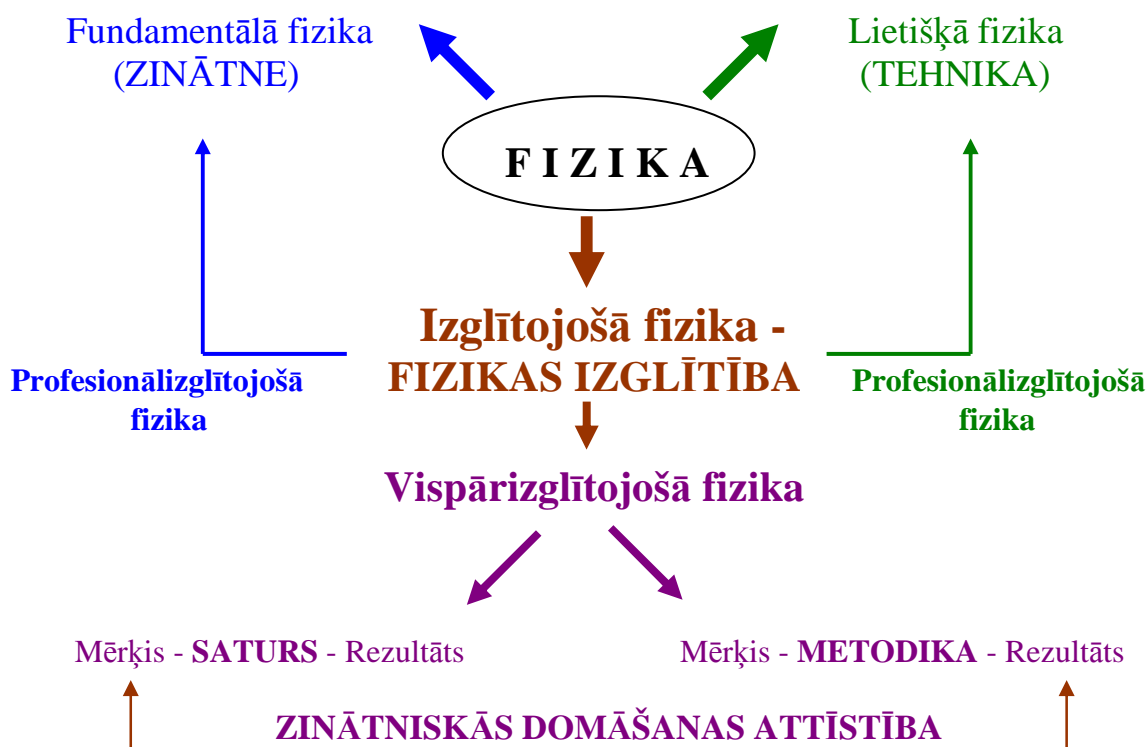 Fundamentālā fizika
(ZINĀTNE)
Lietišķā fizika
(TEHNIKA)
F I Z I K A
Izglītojošā fizika -
FIZIKAS IZGLĪTĪBA
Profesionālizglītojošā
fizika
Profesionālizglītojošā
fizika
Vispārizglītojošā fizika
Mērķis - SATURS - Rezultāts
Mērķis - METODIKA - Rezultāts
ZINĀTNISKĀS DOMĀŠANAS ATTĪSTĪBA